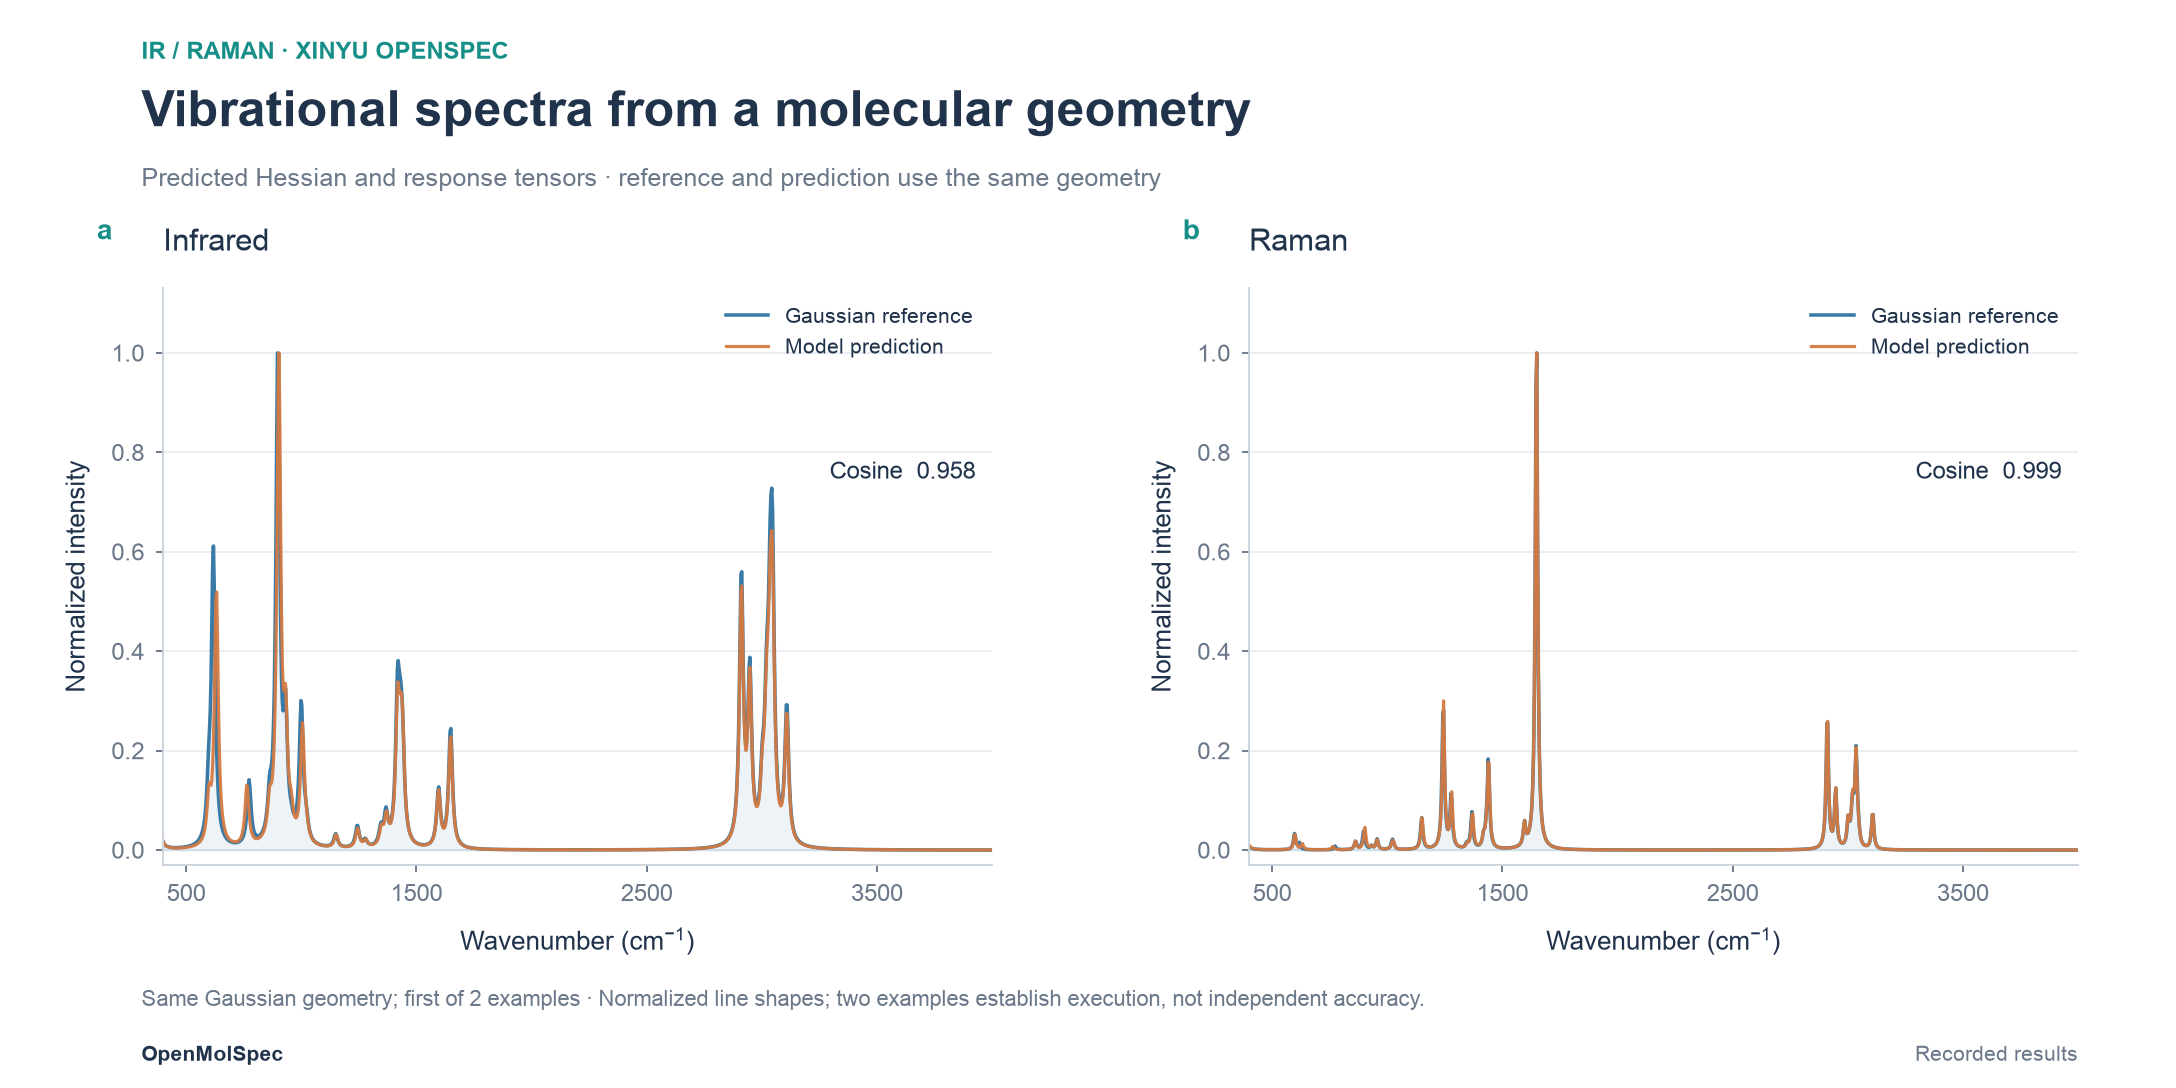 IR / RAMAN · XINYU OPENSPEC
Vibrational spectra from a molecular geometry
Predicted Hessian and response tensors · reference and prediction use the same geometry
a
Infrared
Gaussian reference
Model prediction
Cosine 0.958
Normalized intensity
1.0
0.8
0.6
0.4
0.2
0.0
500 1500 2500 3500
Wavenumber (cm⁻¹)
b
Raman
Gaussian reference
Model prediction
Cosine 0.999
Normalized intensity
1.0
0.8
0.6
0.4
0.2
0.0
500 1500 2500 3500
Wavenumber (cm⁻¹)
Same Gaussian geometry; first of 2 examples · Normalized line shapes; two examples establish execution, not independent accuracy.
OpenMolSpec
Recorded results